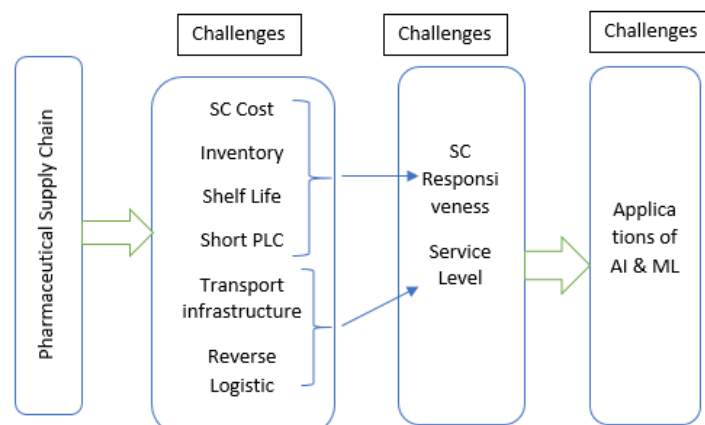 Challenges
Challenges
Challenges
Pharmaceutical Supply Chain
SC Cost
Inventory
Shelf Life
Short PLC
Transport
infrastructure
Reverse
Logistic
SC
Responsi
veness
Service
Level
Applica
tions of
AI & ML